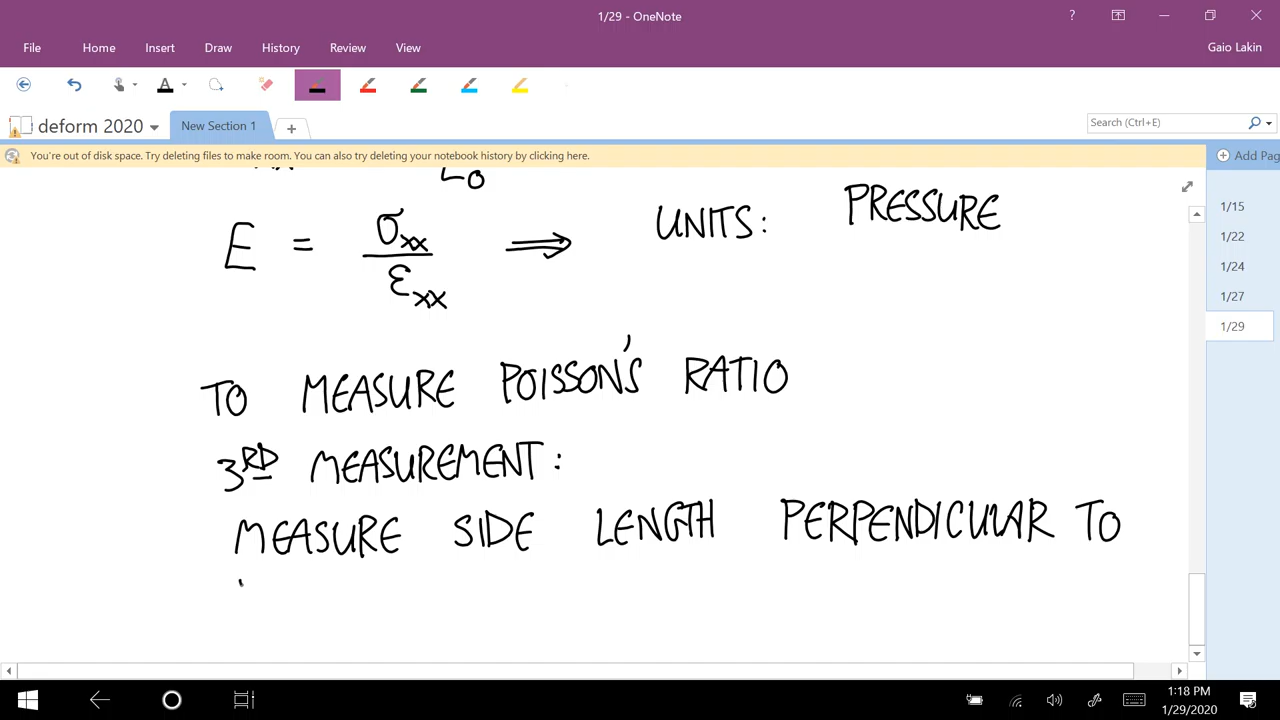 1/29 - OneNote
?
File Home Insert Draw History Review View
Gaio Lakin
A
deform 2020
New Section 1
+
Search (Ctrl+E)
You're out of disk space. Try deleting files to make room. You can also try deleting your notebook history by clicking here.
Add Pag
1/15
1/22
1/24
1/27
1/29
L₀
E = σxx / εxx ⟹ UNITS: PRESSURE
TO MEASURE POISSON'S RATIO
3RD MEASUREMENT:
MEASURE SIDE LENGTH PERPENDICULAR TO
1:18 PM
1/29/2020